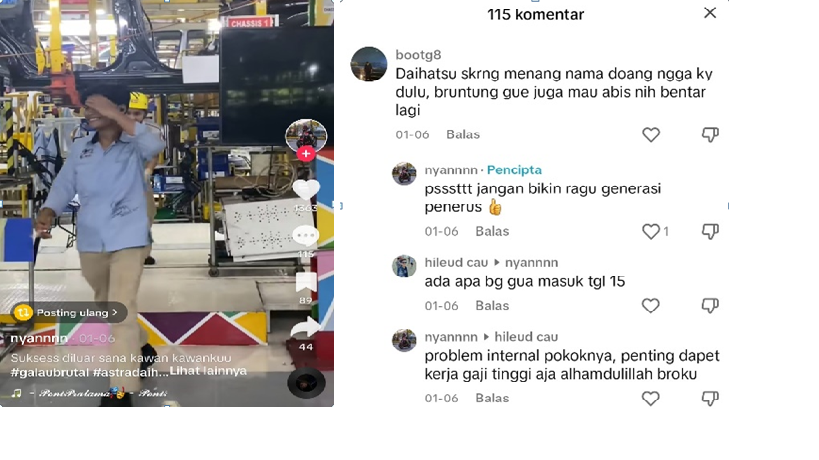 CHASSIS 1
1363
115
89
44
Posting ulang >
nyannnn · 01-06
Suksess diluar sana kawan kawankuu
#galaubrutal #astradaih...Lihat lainnya
115 komentar
bootg8
Daihatsu skrng menang nama doang ngga ky
dulu, bruntung gue juga mau abis nih bentar
lagi
01-06 Balas
nyannnn · Pencipta
pssssttt jangan bikin ragu generasi
penerus 👍
01-06 Balas 1
hileud cau ▸ nyannnn
ada apa bg gua masuk tgl 15
01-06 Balas
nyannnn ▸ hileud cau
problem internal pokoknya, penting dapet
kerja gaji tinggi aja alhamdulillah broku
01-06 Balas